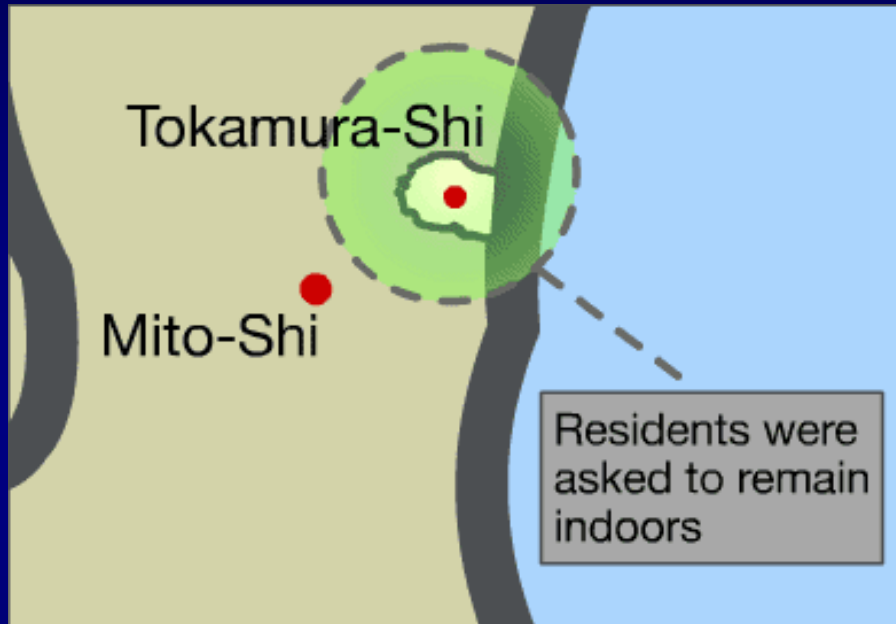 Tokamura-Shi
Mito-Shi
Residents were
asked to remain
indoors